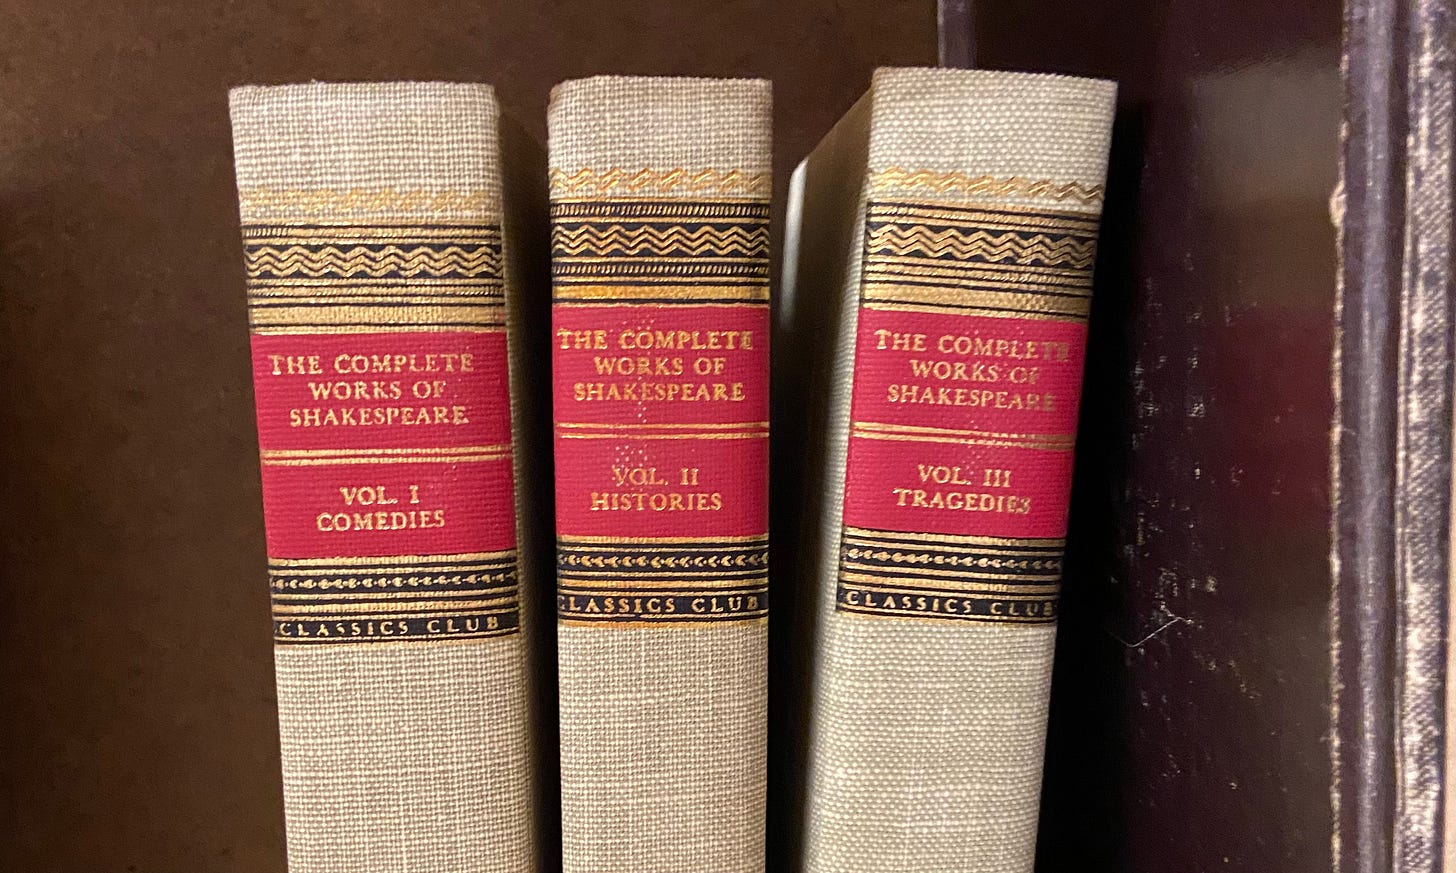 THE COMPLETE
WORKS OF
SHAKESPEARE
VOL. I
COMEDIES
CLASSICS CLUB
THE COMPLETE
WORKS OF
SHAKESPEARE
VOL. II
HISTORIES
CLASSICS CLUB
THE COMPLETE
WORKS OF
SHAKESPEARE
VOL. III
TRAGEDIES
CLASSICS CLUB